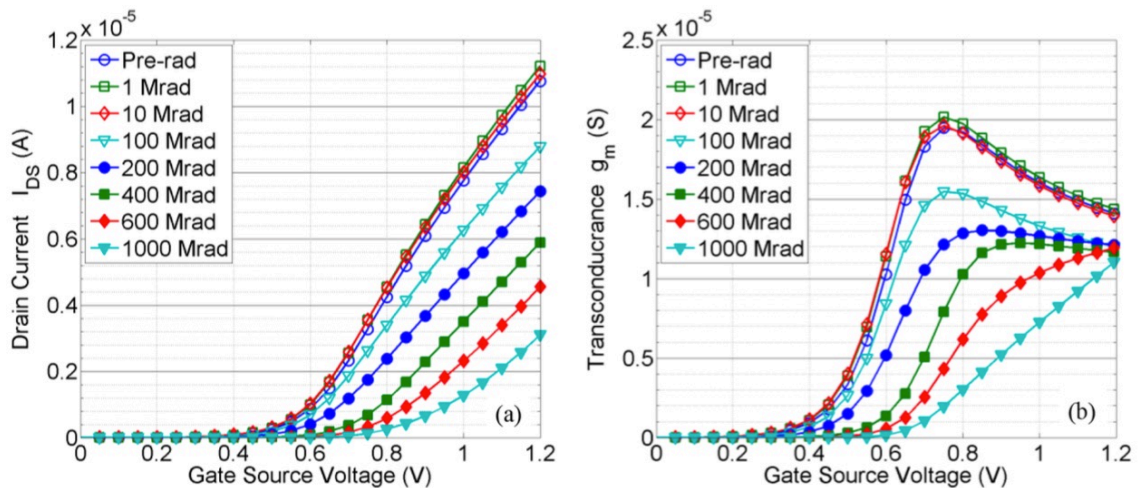 × 10⁻⁵
1.2
1
0.8
0.6
0.4
0.2
0
Drain Current I_DS (A)
Pre-rad
1 Mrad
10 Mrad
100 Mrad
200 Mrad
400 Mrad
600 Mrad
1000 Mrad
(a)
0 0.2 0.4 0.6 0.8 1 1.2
Gate Source Voltage (V)
× 10⁻⁵
2.5
2
1.5
1
0.5
0
Transconducrance g_m (S)
Pre-rad
1 Mrad
10 Mrad
100 Mrad
200 Mrad
400 Mrad
600 Mrad
1000 Mrad
(b)
0 0.2 0.4 0.6 0.8 1 1.2
Gate Source Voltage (V)